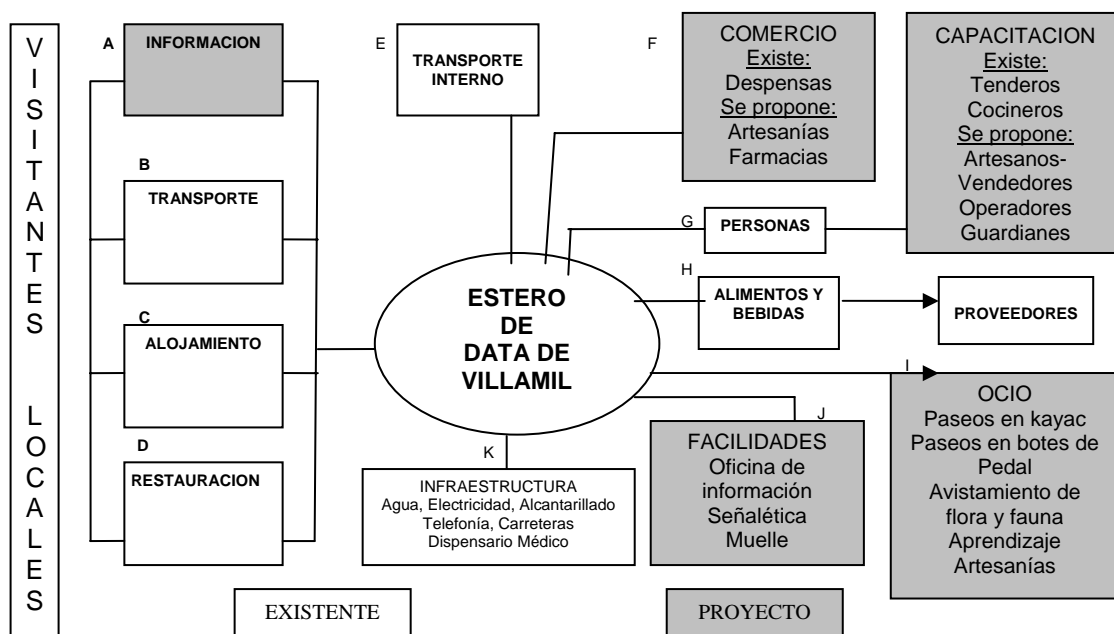 VISITANTES LOCALES
A
INFORMACION
B
TRANSPORTE
C
ALOJAMIENTO
D
RESTAURACION
E
TRANSPORTE
INTERNO
F
COMERCIO
Existe:
Despensas
Se propone:
Artesanías
Farmacias
CAPACITACION
Existe:
Tenderos
Cocineros
Se propone:
Artesanos-
Vendedores
Operadores
Guardianes
G
PERSONAS
H
ALIMENTOS Y
BEBIDAS
PROVEEDORES
ESTERO
DE
DATA DE
VILLAMIL
I
OCIO
Paseos en kayac
Paseos en botes de
Pedal
Avistamiento de
flora y fauna
Aprendizaje
Artesanías
J
FACILIDADES
Oficina de
información
Señalética
Muelle
K
INFRAESTRUCTURA
Agua, Electricidad, Alcantarillado
Telefonía, Carreteras
Dispensario Médico
EXISTENTE
PROYECTO